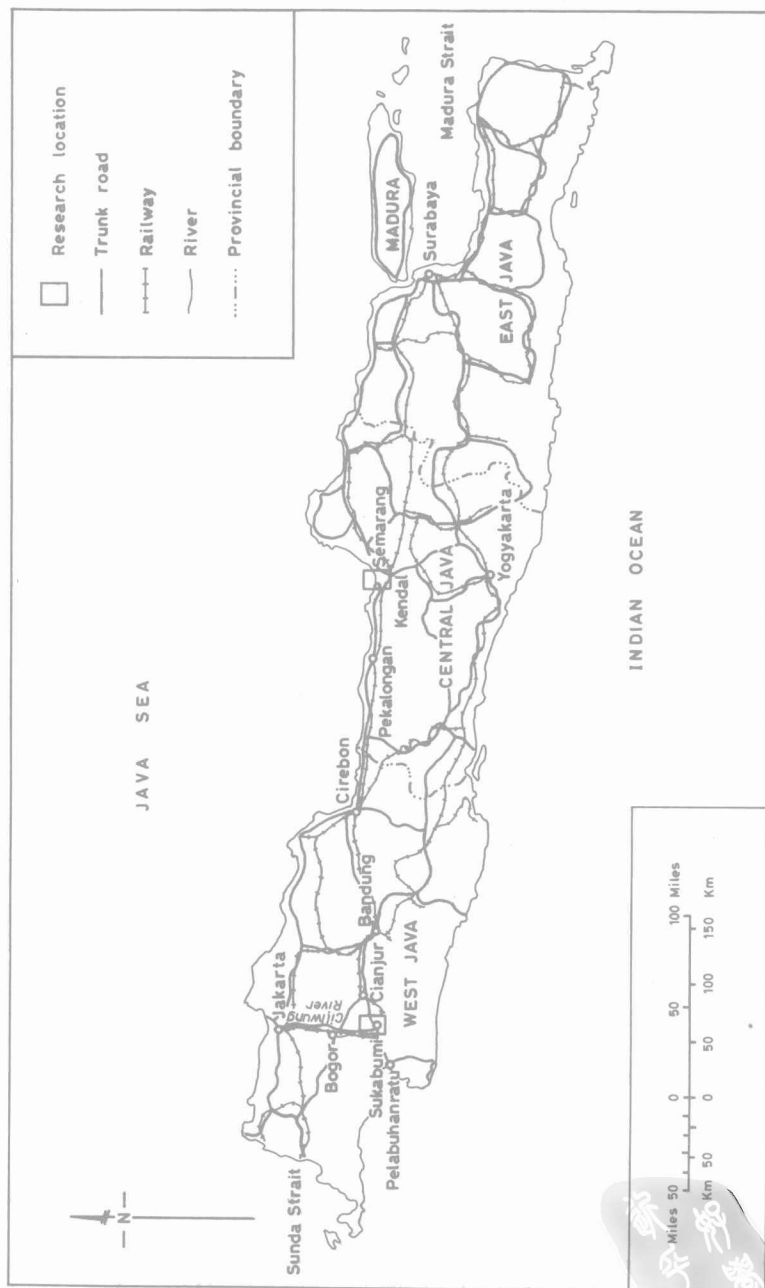 Research location
Trunk road
Railway
River
Provincial boundary
N
JAVA SEA
Sunda Strait
Jakarta
Ciliwung
River
Bogor
Sukabumi
Cianjur
Pelabuhanratu
Bandung
WEST JAVA
Cirebon
Pekalongan
Kendal
Semarang
CENTRAL JAVA
Yogyakarta
MADURA
Surabaya
Madura Strait
EAST JAVA
INDIAN OCEAN
Miles 50 0 50 100 Miles
Km 50 0 50 100 150 Km